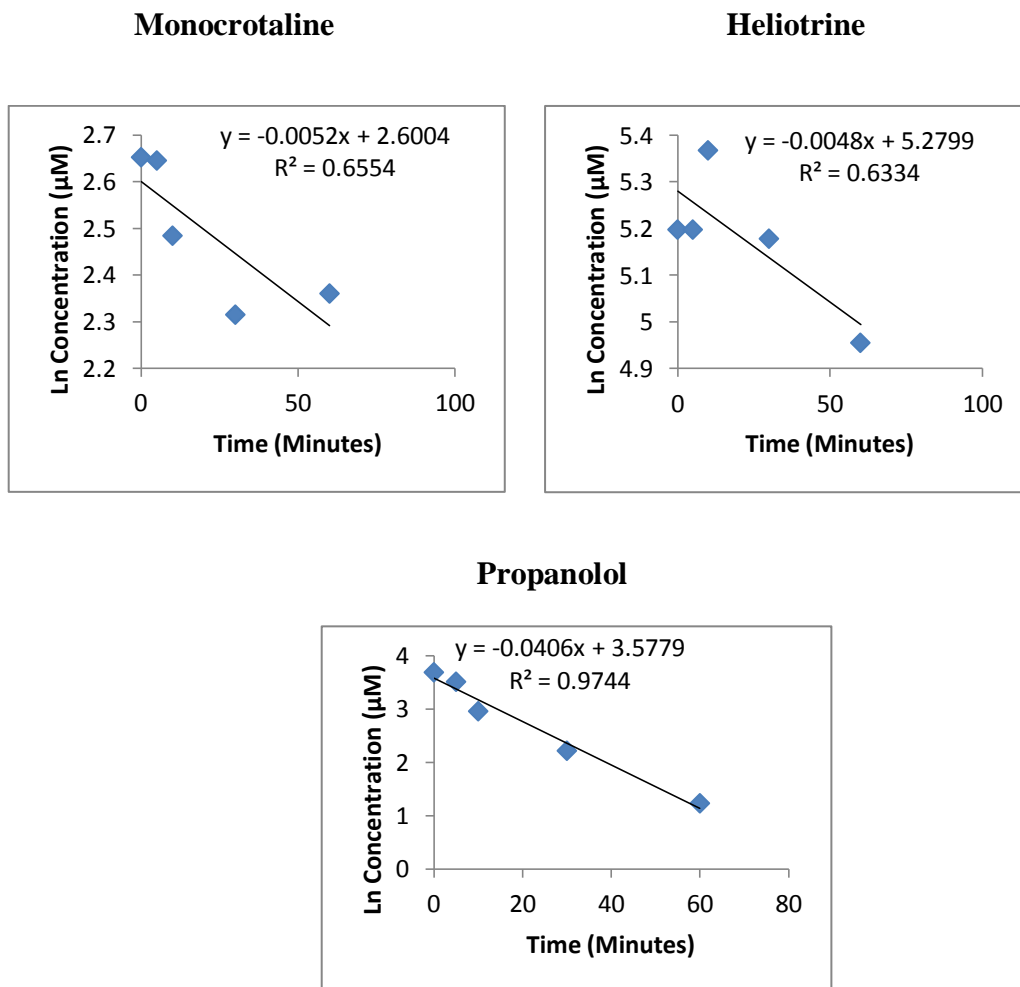 Monocrotaline
y = -0.0052x + 2.6004
R² = 0.6554
Ln Concentration (µM)
2.7
2.6
2.5
2.4
2.3
2.2
0 50 100
Time (Minutes)
Heliotrine
y = -0.0048x + 5.2799
R² = 0.6334
Ln Concentration (µM)
5.4
5.3
5.2
5.1
5
4.9
0 50 100
Time (Minutes)
Propanolol
y = -0.0406x + 3.5779
R² = 0.9744
Ln Concentration (µM)
4
3
2
1
0
0 20 40 60 80
Time (Minutes)